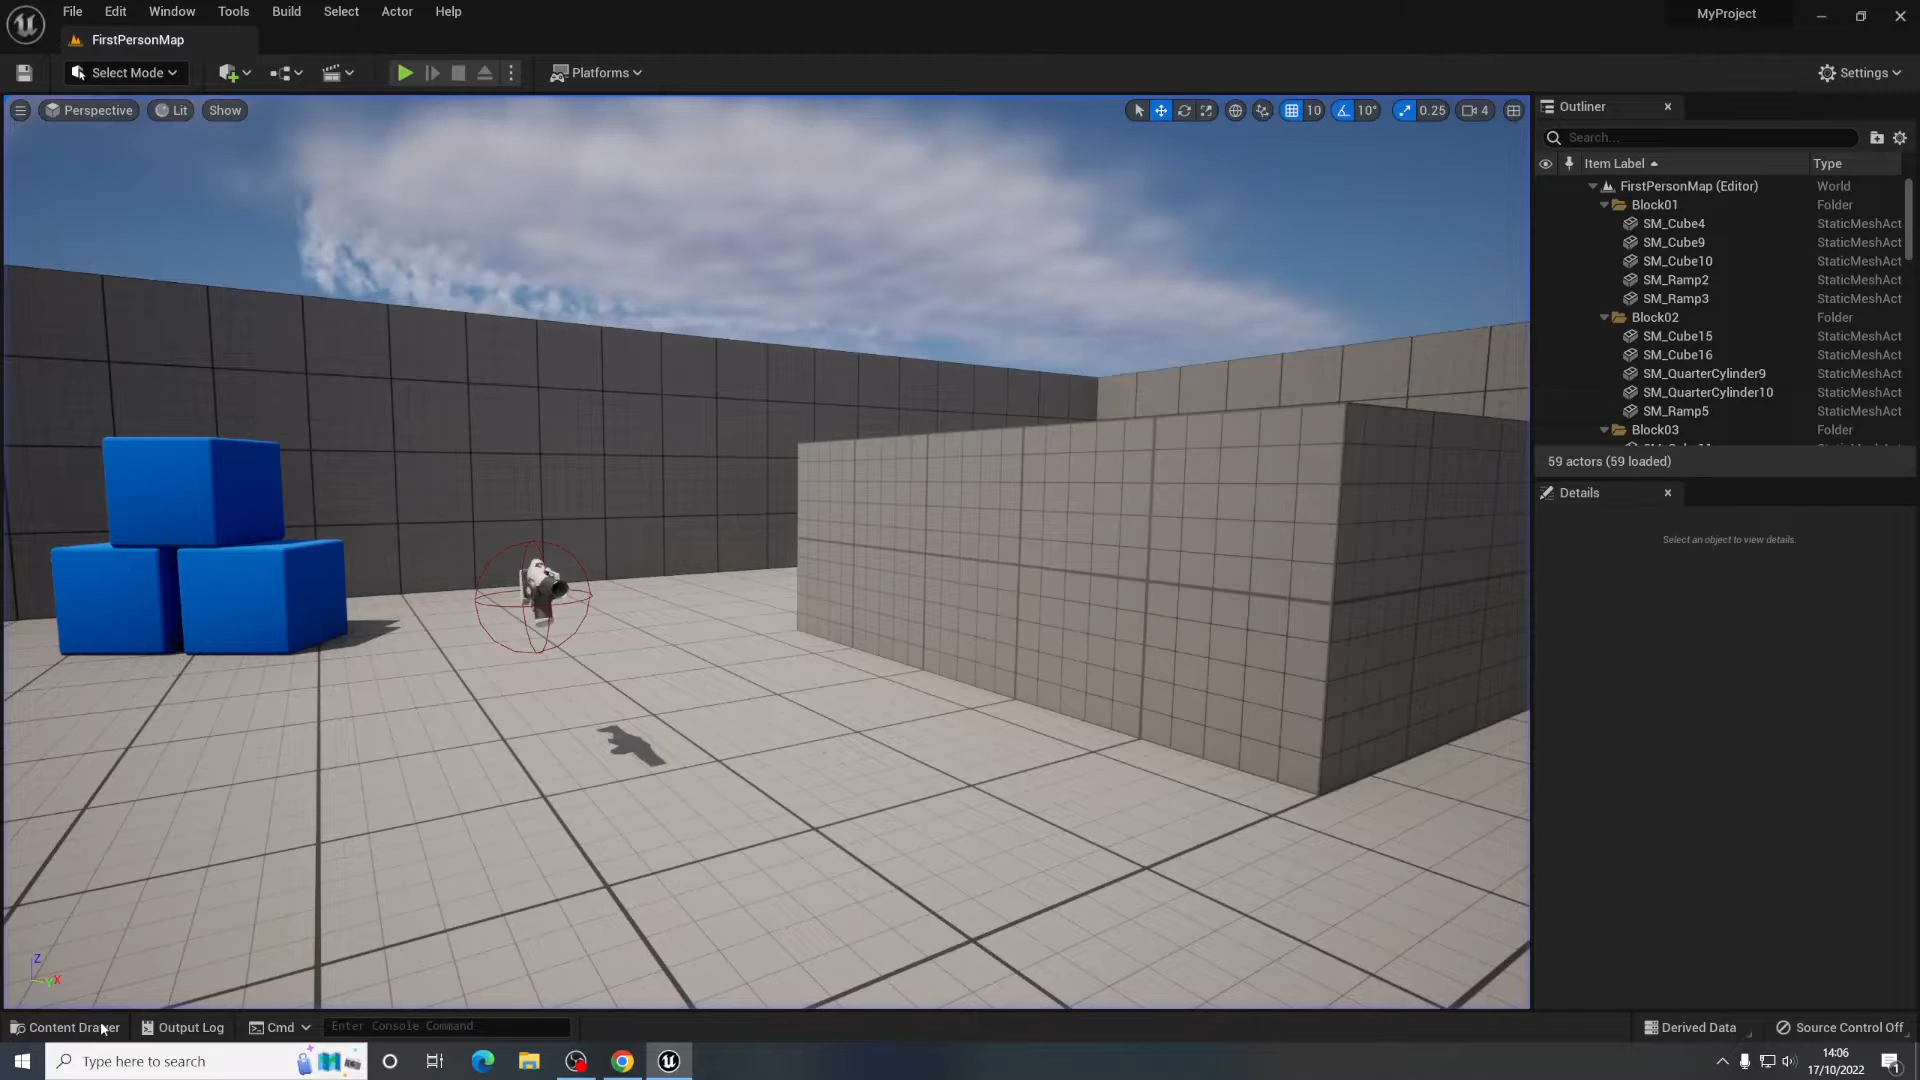 File Edit Window Tools Build Select Actor Help
MyProject
FirstPersonMap
Select Mode
Platforms
Settings
Perspective Lit Show
10 10° 0.25 4
Outliner
Search...
Item Label Type
FirstPersonMap (Editor) World
Block01 Folder
SM_Cube4 StaticMeshAct
SM_Cube9 StaticMeshAct
SM_Cube10 StaticMeshAct
SM_Ramp2 StaticMeshAct
SM_Ramp3 StaticMeshAct
Block02 Folder
SM_Cube15 StaticMeshAct
SM_Cube16 StaticMeshAct
SM_QuarterCylinder9 StaticMeshAct
SM_QuarterCylinder10 StaticMeshAct
SM_Ramp5 StaticMeshAct
Block03 Folder
59 actors (59 loaded)
Details
Select an object to view details.
Z
Y X
Content Drawer Output Log Cmd Enter Console Command
Derived Data Source Control Off
Type here to search
14:06
17/10/2022
1